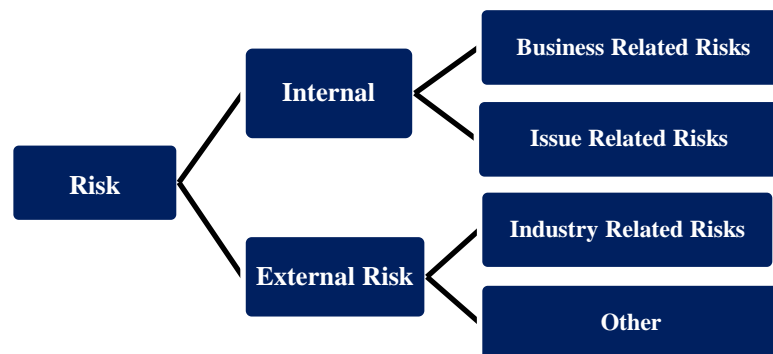 Risk
Internal
External Risk
Business Related Risks
Issue Related Risks
Industry Related Risks
Other